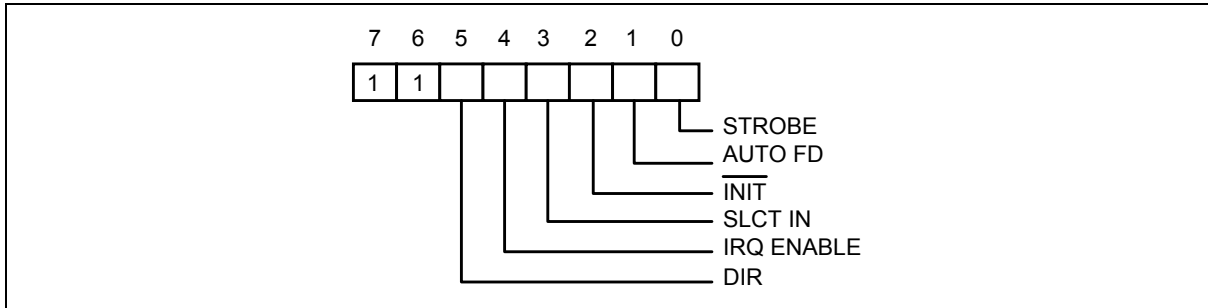 7 6 5 4 3 2 1 0
1 1
STROBE
AUTO FD
INIT
SLCT IN
IRQ ENABLE
DIR